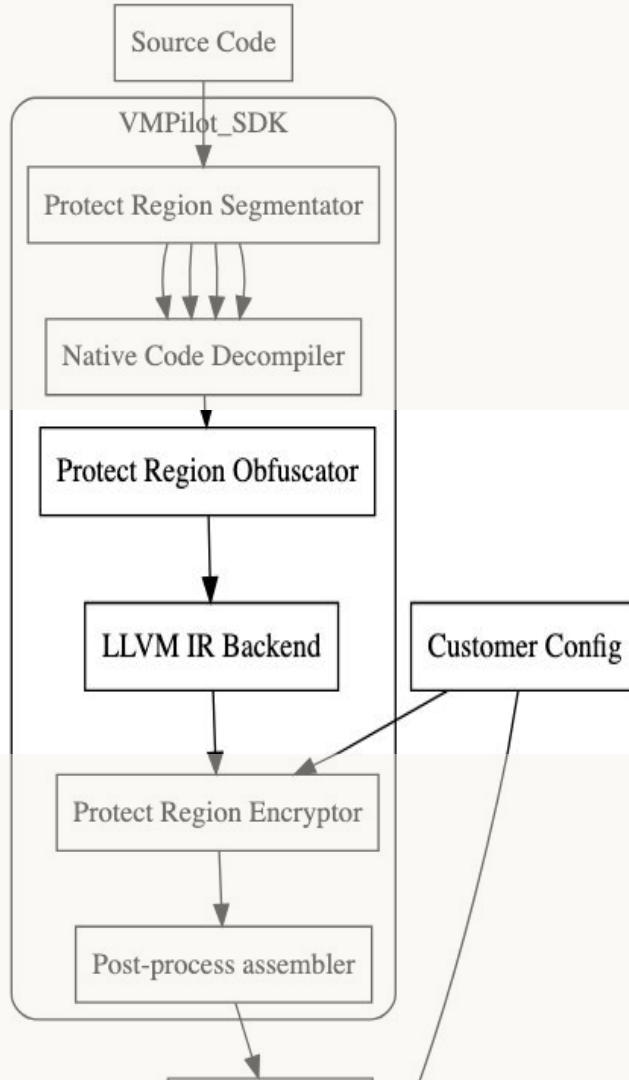 Source Code
VMPilot_SDK
Protect Region Segmentator
Native Code Decompiler
Protect Region Obfuscator
LLVM IR Backend
Customer Config
Protect Region Encryptor
Post-process assembler